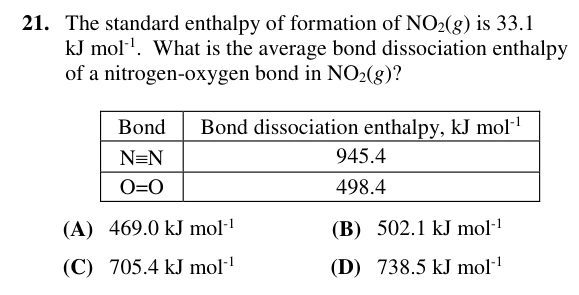 21. The standard enthalpy of formation of NO₂(g) is 33.1
kJ mol⁻¹. What is the average bond dissociation enthalpy
of a nitrogen-oxygen bond in NO₂(g)?
Bond Bond dissociation enthalpy, kJ mol⁻¹
N≡N 945.4
O=O 498.4
(A) 469.0 kJ mol⁻¹ (B) 502.1 kJ mol⁻¹
(C) 705.4 kJ mol⁻¹ (D) 738.5 kJ mol⁻¹